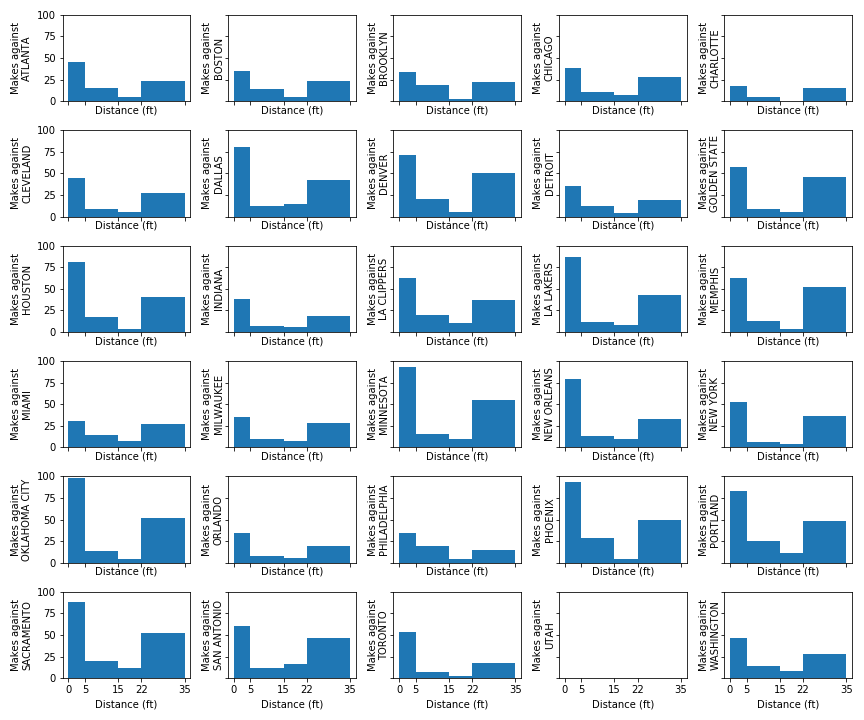 100
75
50
25
0
Makes against
ATLANTA
Distance (ft)
Makes against
BOSTON
Distance (ft)
Makes against
BROOKLYN
Distance (ft)
Makes against
CHICAGO
Distance (ft)
Makes against
CHARLOTTE
Distance (ft)
100
75
50
25
0
Makes against
CLEVELAND
Distance (ft)
Makes against
DALLAS
Distance (ft)
Makes against
DENVER
Distance (ft)
Makes against
DETROIT
Distance (ft)
Makes against
GOLDEN STATE
Distance (ft)
100
75
50
25
0
Makes against
HOUSTON
Distance (ft)
Makes against
INDIANA
Distance (ft)
Makes against
LA CLIPPERS
Distance (ft)
Makes against
LA LAKERS
Distance (ft)
Makes against
MEMPHIS
Distance (ft)
100
75
50
25
0
Makes against
MIAMI
Distance (ft)
Makes against
MILWAUKEE
Distance (ft)
Makes against
MINNESOTA
Distance (ft)
Makes against
NEW ORLEANS
Distance (ft)
Makes against
NEW YORK
Distance (ft)
100
75
50
25
0
Makes against
OKLAHOMA CITY
Distance (ft)
Makes against
ORLANDO
Distance (ft)
Makes against
PHILADELPHIA
Distance (ft)
Makes against
PHOENIX
Distance (ft)
Makes against
PORTLAND
Distance (ft)
100
75
50
25
0
Makes against
SACRAMENTO
0 5 15 22 35
Distance (ft)
Makes against
SAN ANTONIO
0 5 15 22 35
Distance (ft)
Makes against
TORONTO
0 5 15 22 35
Distance (ft)
Makes against
UTAH
0 5 15 22 35
Distance (ft)
Makes against
WASHINGTON
0 5 15 22 35
Distance (ft)